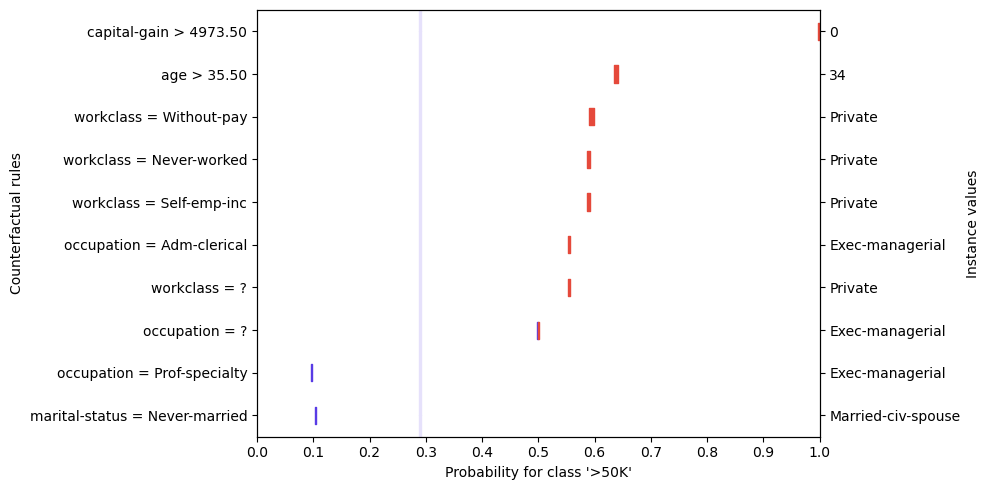 Counterfactual rules
capital-gain > 4973.50
0
age > 35.50
34
workclass = Without-pay
Private
workclass = Never-worked
Private
workclass = Self-emp-inc
Private
occupation = Adm-clerical
Exec-managerial
workclass = ?
Private
occupation = ?
Exec-managerial
occupation = Prof-specialty
Exec-managerial
marital-status = Never-married
Married-civ-spouse
Instance values
0.0 0.1 0.2 0.3 0.4 0.5 0.6 0.7 0.8 0.9 1.0
Probability for class '>50K'